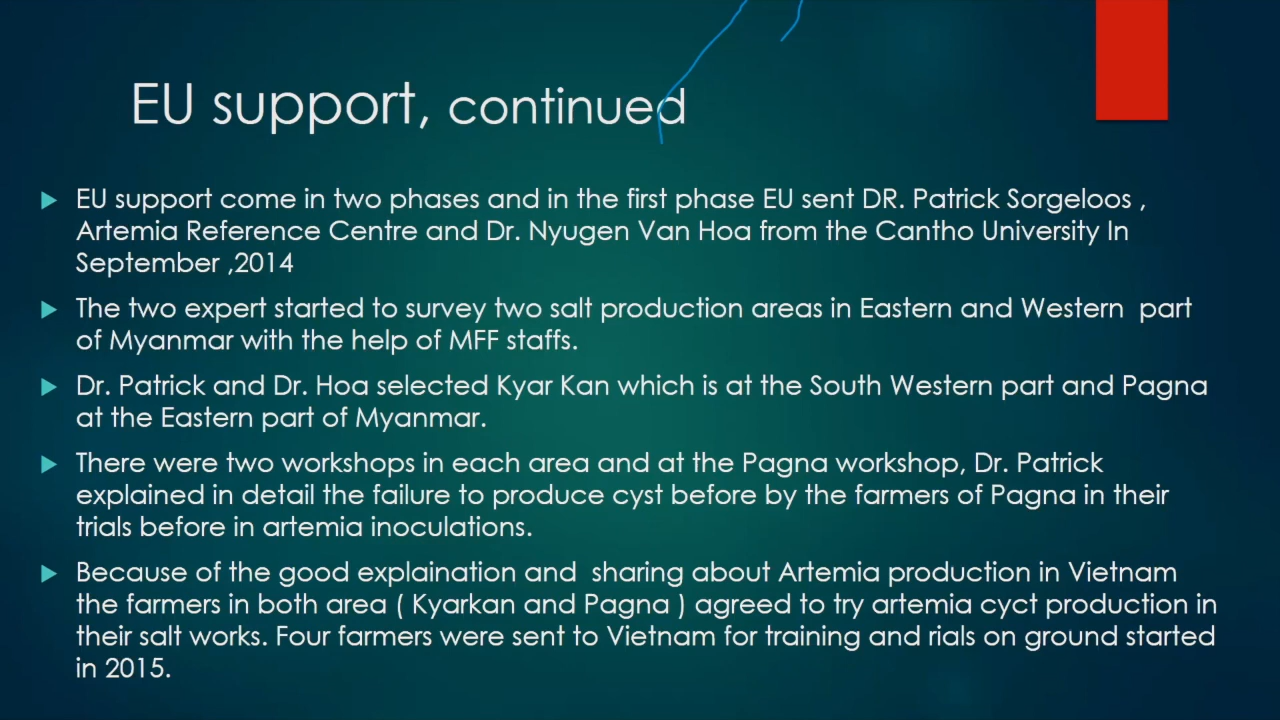 EU support, continued
EU support come in two phases and in the first phase EU sent DR. Patrick Sorgeloos ,
Artemia Reference Centre and Dr. Nyugen Van Hoa from the Cantho University In
September ,2014
The two expert started to survey two salt production areas in Eastern and Western  part
of Myanmar with the help of MFF staffs.
Dr. Patrick and Dr. Hoa selected Kyar Kan which is at the South Western part and Pagna
at the Eastern part of Myanmar.
There were two workshops in each area and at the Pagna workshop, Dr. Patrick
explained in detail the failure to produce cyst before by the farmers of Pagna in their
trials before in artemia inoculations.
Because of the good explaination and  sharing about Artemia production in Vietnam
the farmers in both area ( Kyarkan and Pagna ) agreed to try artemia cyct production in
their salt works. Four farmers were sent to Vietnam for training and rials on ground started
in 2015.